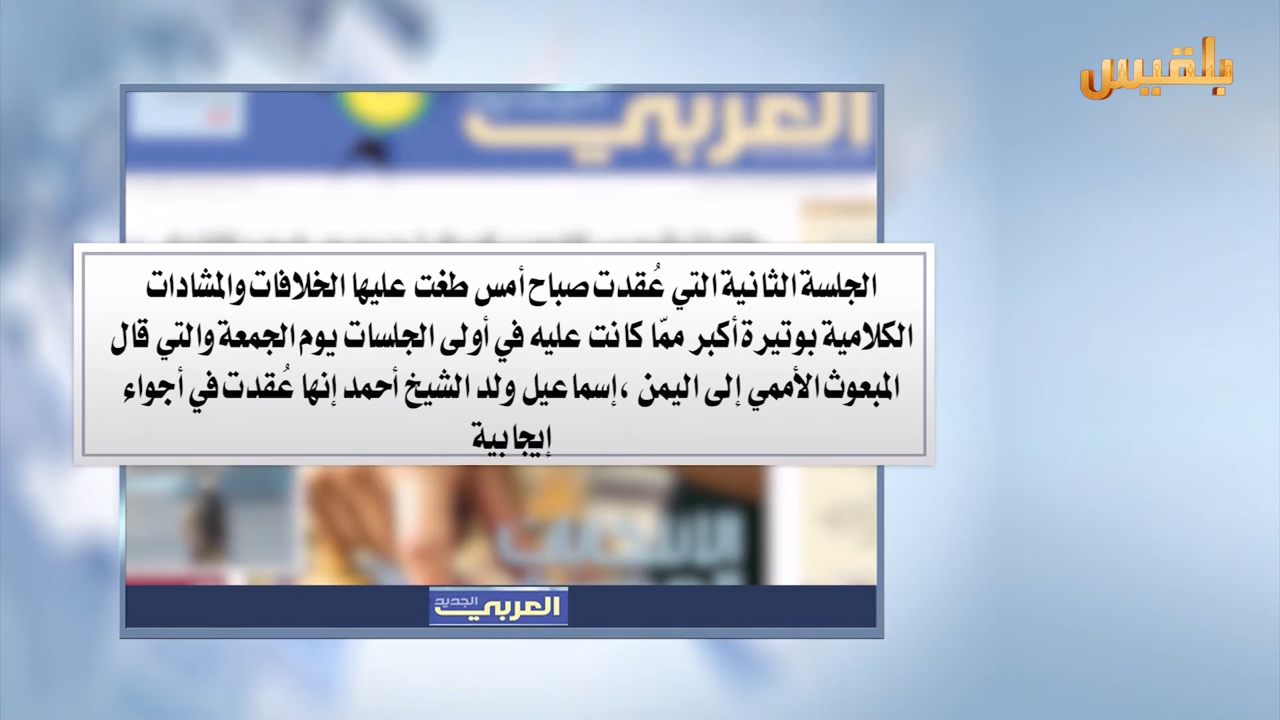 بلقيس
العربي
الجلسة الثانية التي عُقدت صباح أمس طغت عليها الخلافات والمشادات
الكلامية بوتيرة أكبر ممّا كانت عليه في أولى الجلسات يوم الجمعة والتي قال
المبعوث الأممي إلى اليمن ،إسماعيل ولد الشيخ أحمد إنها عُقدت في أجواء
إيجابية
العربي الجديد